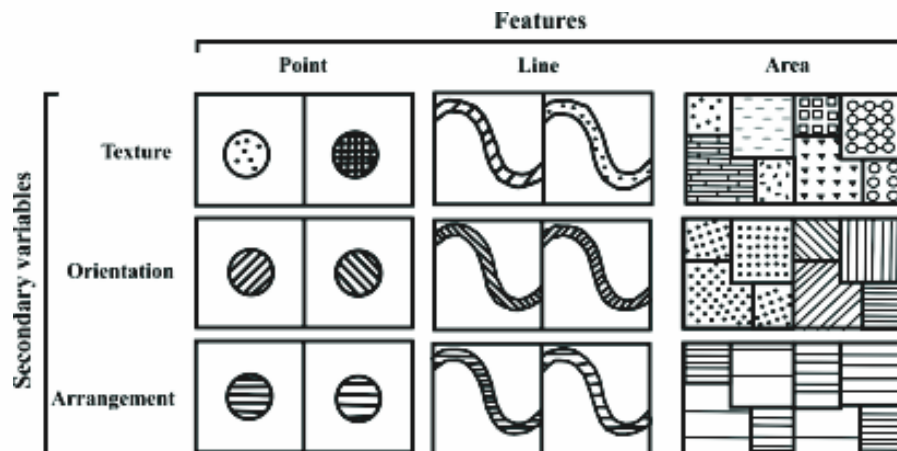 Features
Point Line Area
Secondary variables
Texture
Orientation
Arrangement